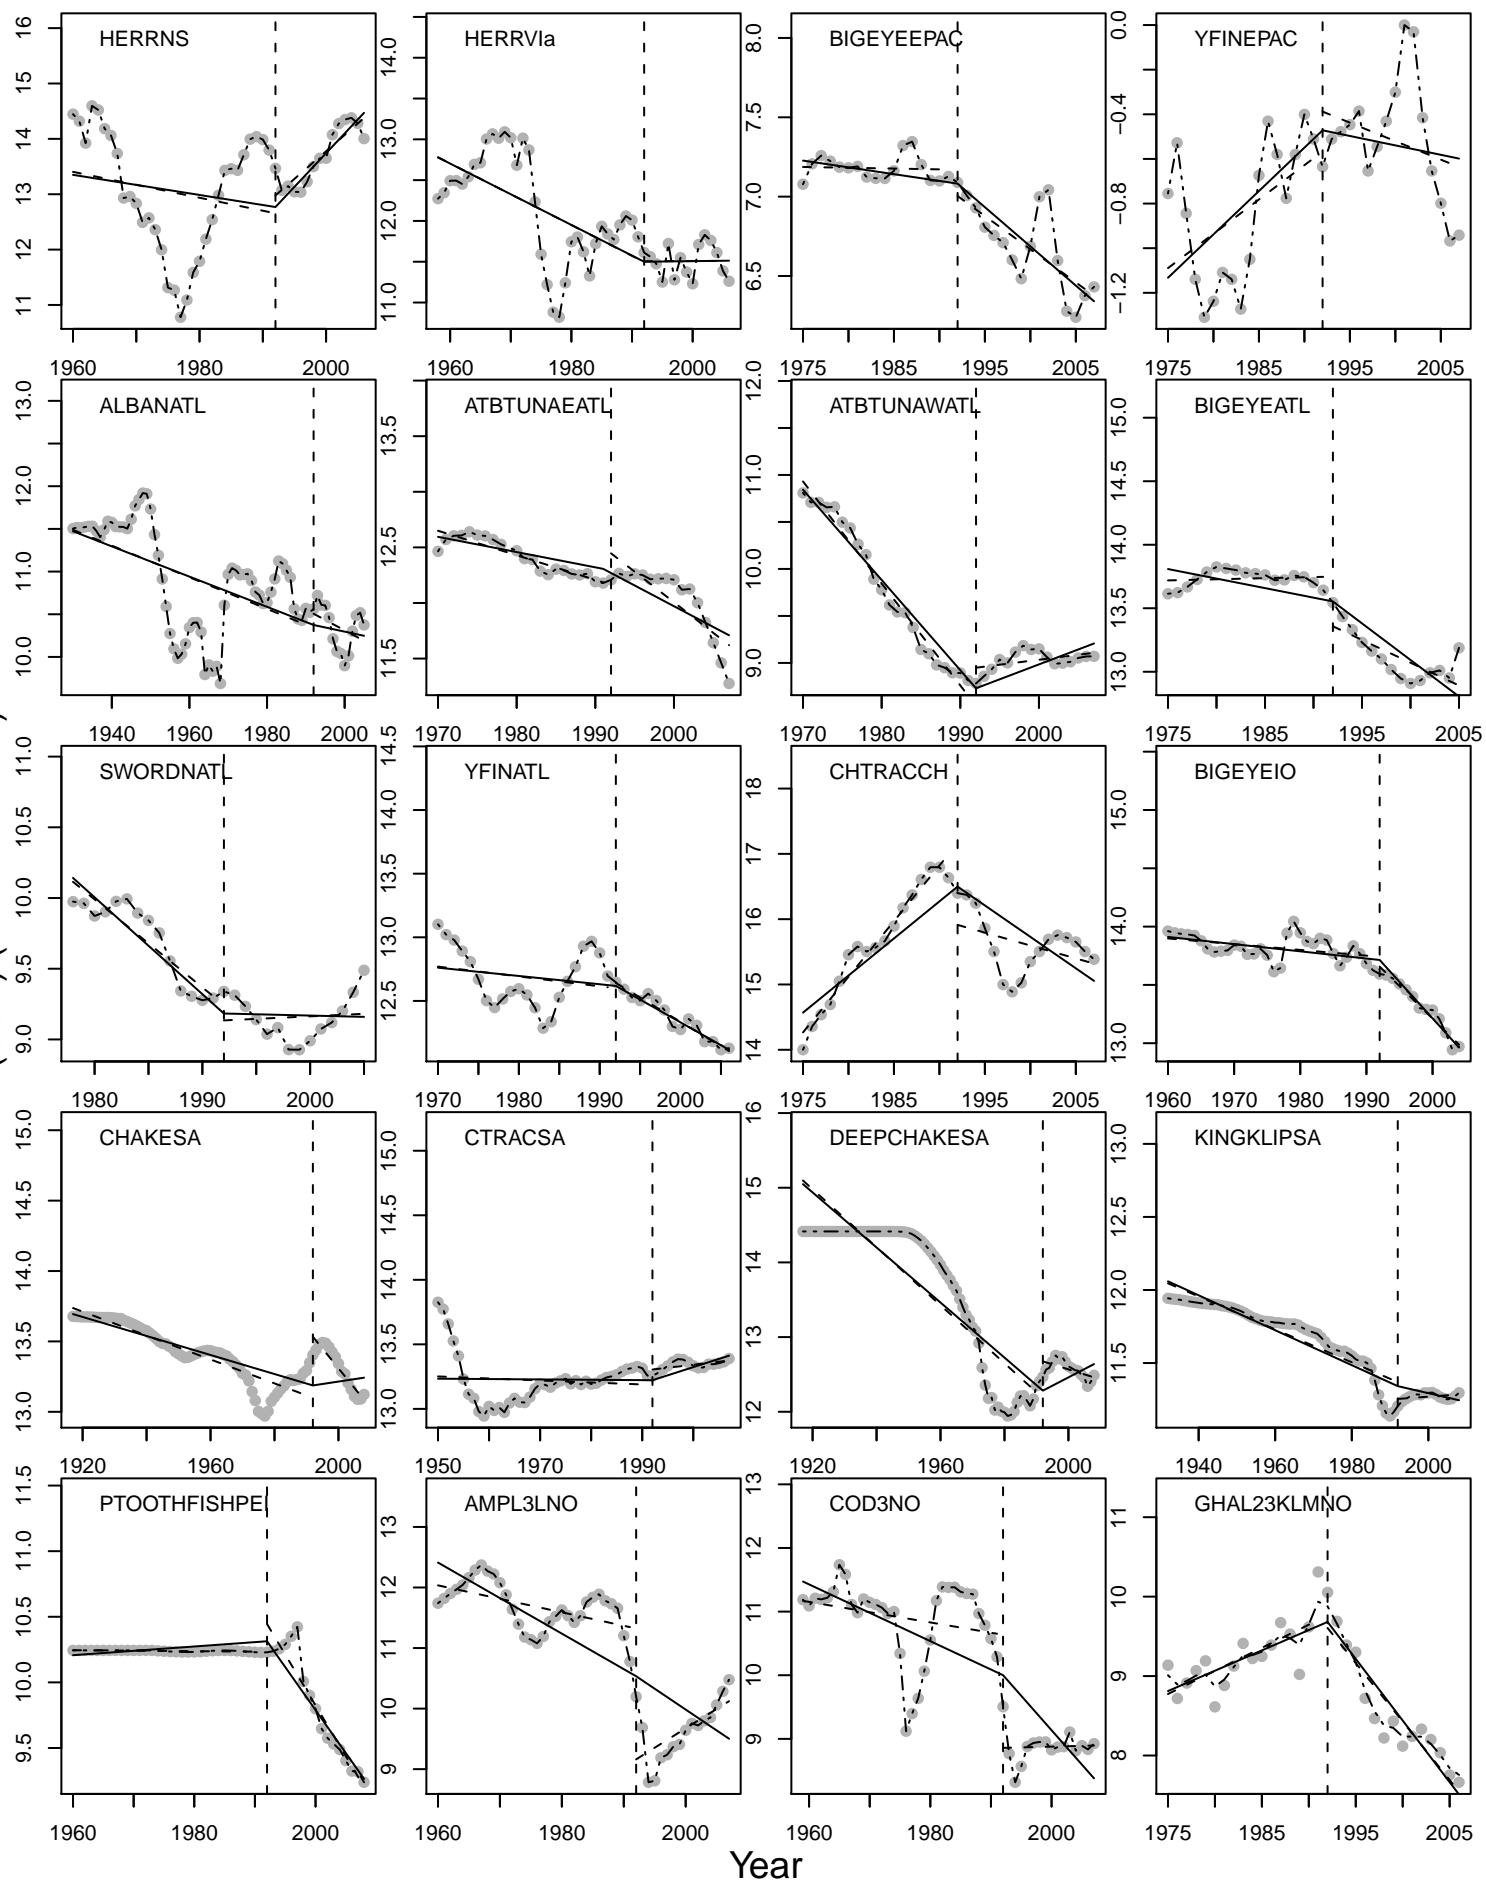 HERRNS HERRVIa BIGEYEEPAC YFINEPAC
11 12 13 14 15 16
11.0 12.0 13.0 14.0
6.5 7.0 7.5 8.0
−1.2 −0.8 −0.4 0.0
1960 1980 2000
1960 1980 2000
1975 1985 1995 2005
1975 1985 1995 2005
ALBANATL ATBTUNAEATL ATBTUNAWATL BIGEYEATL
10.0 11.0 12.0 13.0
11.5 12.5 13.5
9.0 10.0 11.0 12.0
13.0 13.5 14.0 14.5 15.0
1940 1960 1980 2000
1970 1980 1990 2000
1970 1980 1990 2000
1975 1985 1995 2005
SWORDNATL YFINATL CHTRACCH BIGEYEIO
9.0 9.5 10.0 10.5 11.0
12.5 13.0 13.5 14.0 14.5
14 15 16 17 18
13.0 14.0 15.0
1980 1990 2000
1970 1980 1990 2000
1975 1985 1995 2005
1960 1970 1980 1990 2000
CHAKESA CTRACSA DEEPCHAKESA KINGKLIPSA
13.0 13.5 14.0 14.5 15.0
13.0 13.5 14.0 14.5 15.0
12 13 14 15 16
11.5 12.0 12.5 13.0
1920 1960 2000
1950 1970 1990
1920 1960 2000
1940 1960 1980 2000
PTOOTHFISHPEI AMPL3LNO COD3NO GHAL23KLMNO
9.5 10.0 10.5 11.0 11.5
9 10 11 12 13
9 10 11 12 13
8 9 10 11
1960 1980 2000
1960 1980 2000
1960 1980 2000
1975 1985 1995 2005
Year